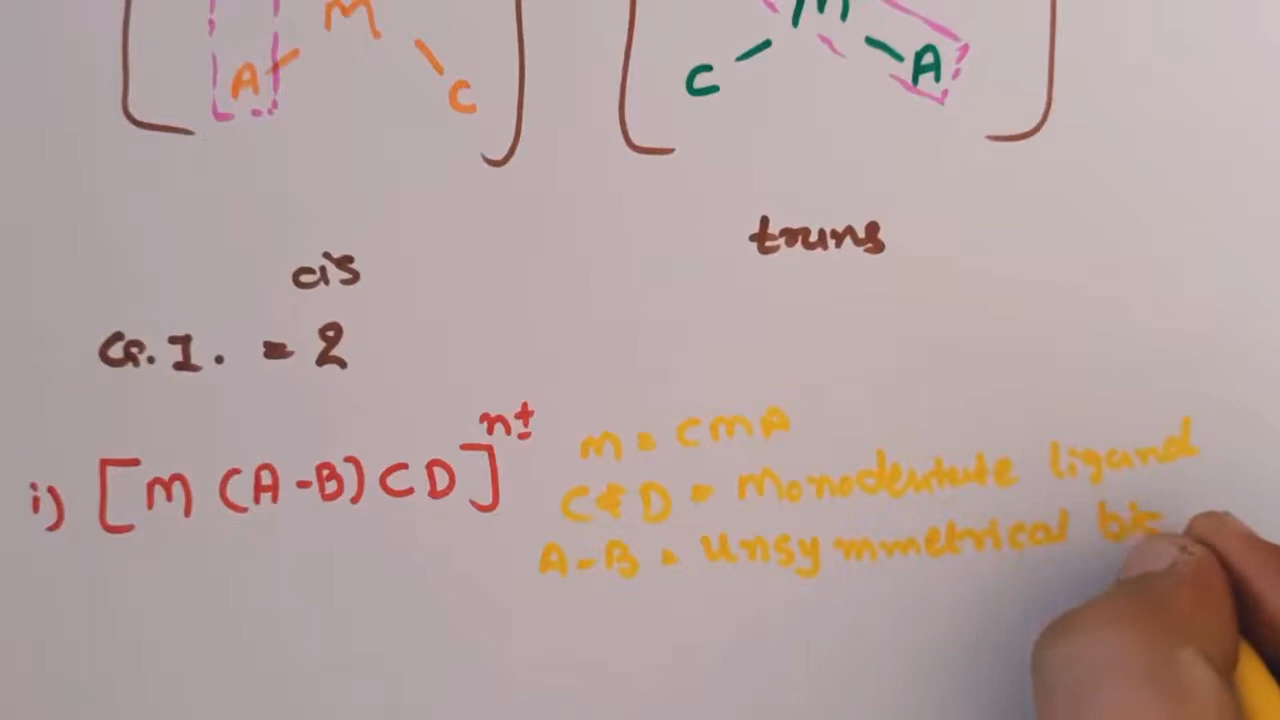 M M
A C C A
trans
cis
G.I. = 2
i) [M (A-B) C D]ⁿ± M = CMA
C & D = Monodentate ligand
A-B = Unsymmetrical